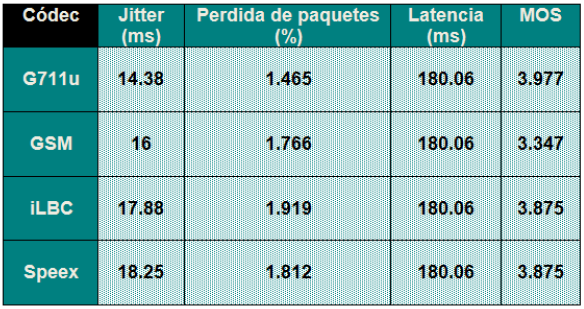 Códec Jitter (ms) Perdida de paquetes (%) Latencia (ms) MOS
G711u 14.38 1.465 180.06 3.977
GSM 16 1.766 180.06 3.347
iLBC 17.88 1.919 180.06 3.875
Speex 18.25 1.812 180.06 3.875